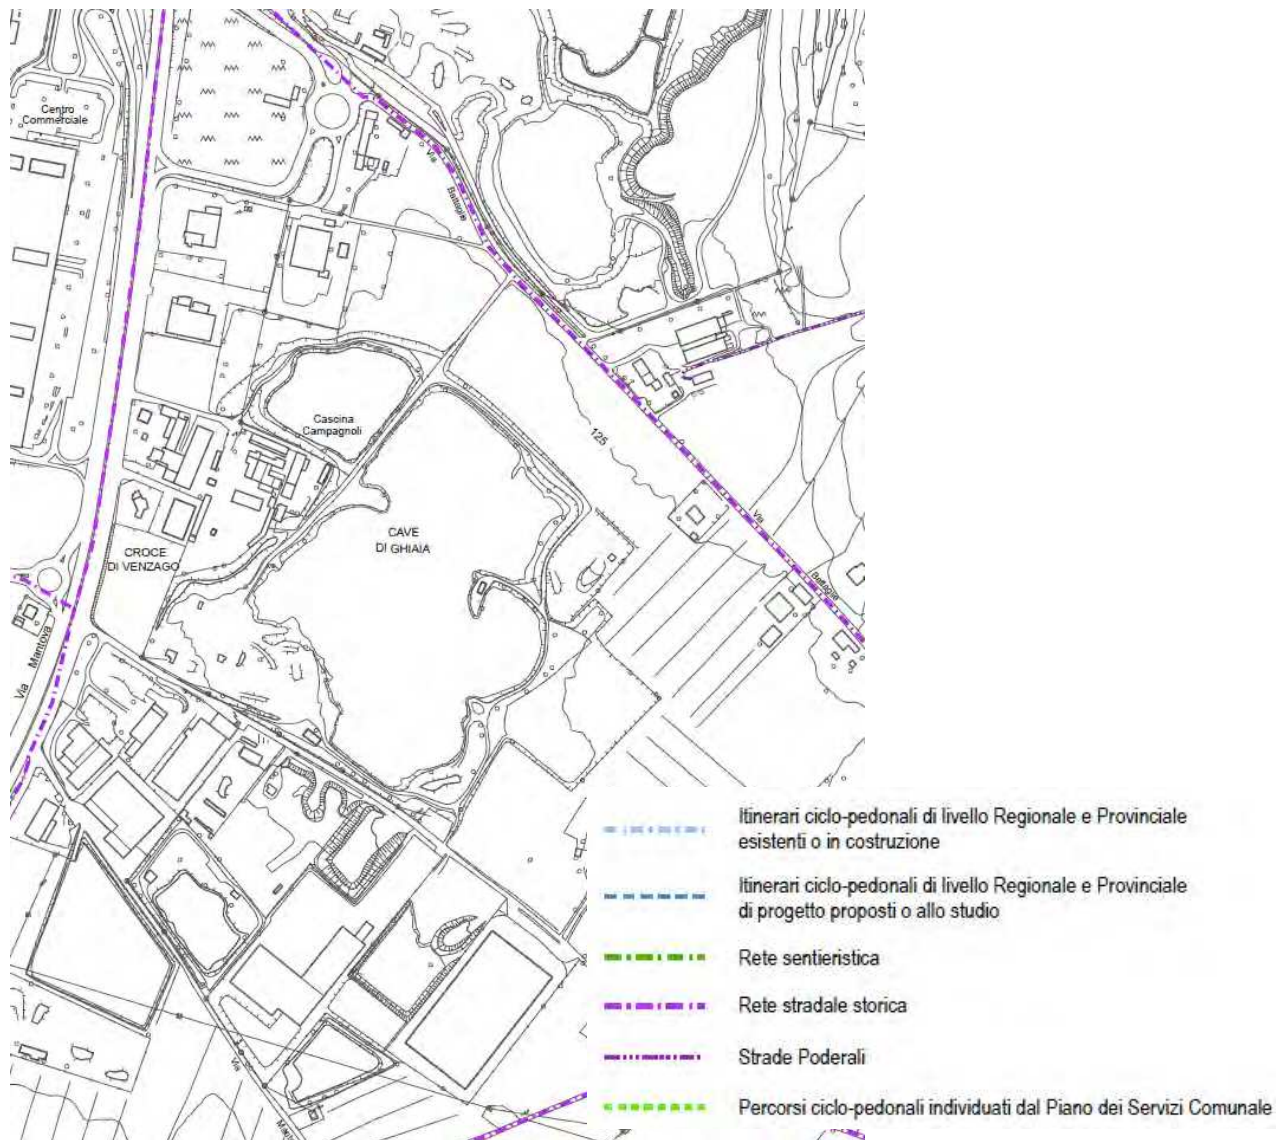 Centro
Commerciale
Via
Battaglia
Cascina
Campagnoli
125
CAVE
DI GHIAIA
CROCE
DI VENZAGO
Via
Battaglia
Via Mantova
Itinerari ciclo-pedonali di livello Regionale e Provinciale
esistenti o in costruzione
Itinerari ciclo-pedonali di livello Regionale e Provinciale
di progetto proposti o allo studio
Rete sentieristica
Rete stradale storica
Strade Poderali
Via
Percorsi ciclo-pedonali individuati dal Piano dei Servizi Comunale